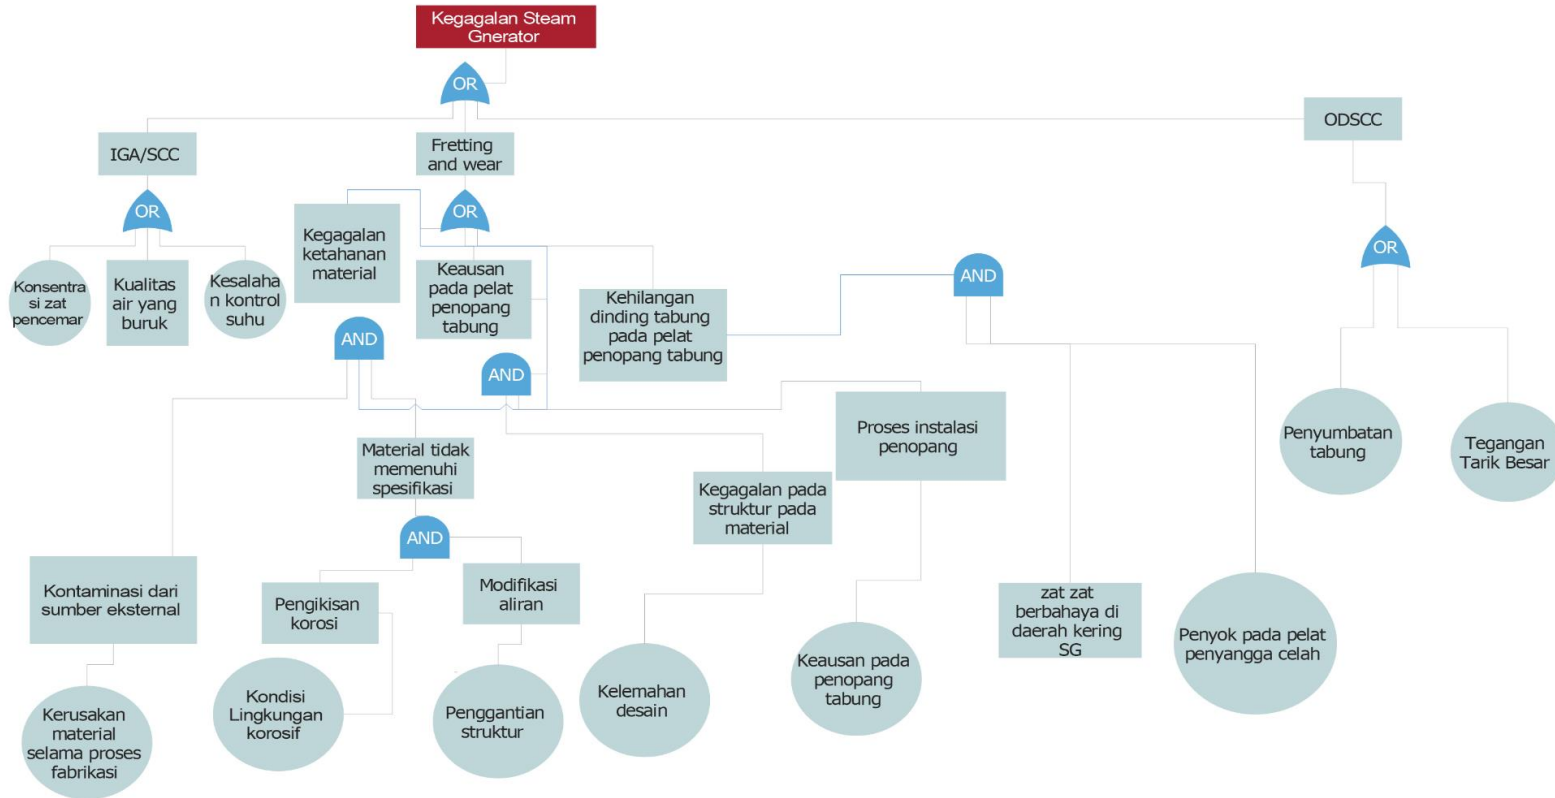 Kegagalan Steam
Gnerator
OR
IGA/SCC
Fretting
and wear
ODSCC
OR
OR
OR
Konsentra
si zat
pencemar
Kualitas
air yang
buruk
Kesalaha
n kontrol
suhu
Kegagalan
ketahanan
material
Keausan
pada pelat
penopang
tabung
Kehilangan
dinding tabung
pada pelat
penopang tabung
AND
AND
AND
Penyumbatan
tabung
Tegangan
Tarik Besar
Material tidak
memenuhi
spesifikasi
Kegagalan pada
struktur pada
material
Proses instalasi
penopang
AND
Kontaminasi dari
sumber eksternal
Pengikisan
korosi
Modifikasi
aliran
zat zat
berbahaya di
daerah kering
SG
Penyok pada pelat
penyangga celah
Kerusakan
material
selama proses
fabrikasi
Kondisi
Lingkungan
korosif
Penggantian
struktur
Kelemahan
desain
Keausan pada
penopang
tabung